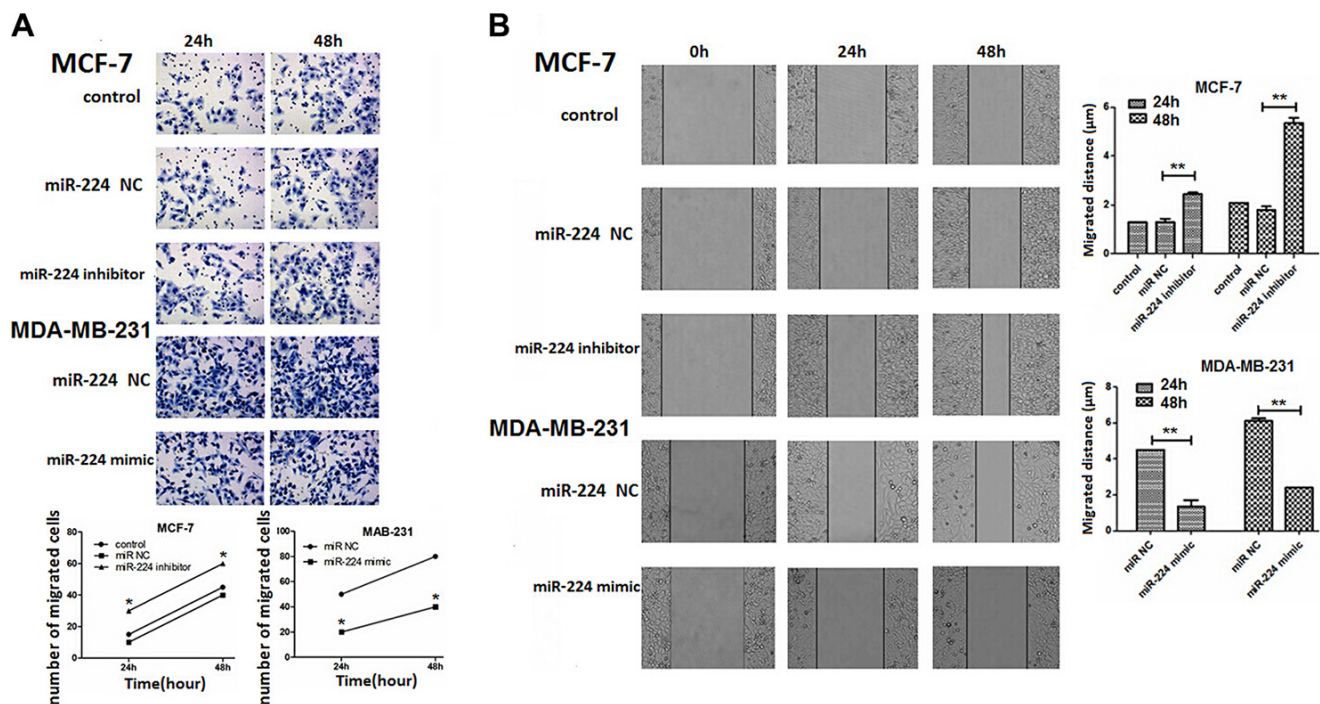 A
24h 48h
MCF-7
control
miR-224 NC
miR-224 inhibitor
MDA-MB-231
miR-224 NC
miR-224 mimic
MCF-7
control
miR NC
miR-224 inhibitor
number of migrated cells
80
60
40
20
0
* *
24h 48h
Time(hour)
MAB-231
miR NC
miR-224 mimic
number of migrated cells
100
80
60
40
20
0
* *
24h 48h
Time(hour)
B
0h 24h 48h
MCF-7
control
miR-224 NC
miR-224 inhibitor
MDA-MB-231
miR-224 NC
miR-224 mimic
MCF-7
24h
48h
** **
Migrated distance (μm)
6
4
2
0
control miR NC miR-224 inhibitor control miR NC miR-224 inhibitor
MDA-MB-231
24h
48h
** **
Migrated distance (μm)
8
6
4
2
0
miR NC miR-224 mimic miR NC miR-224 mimic